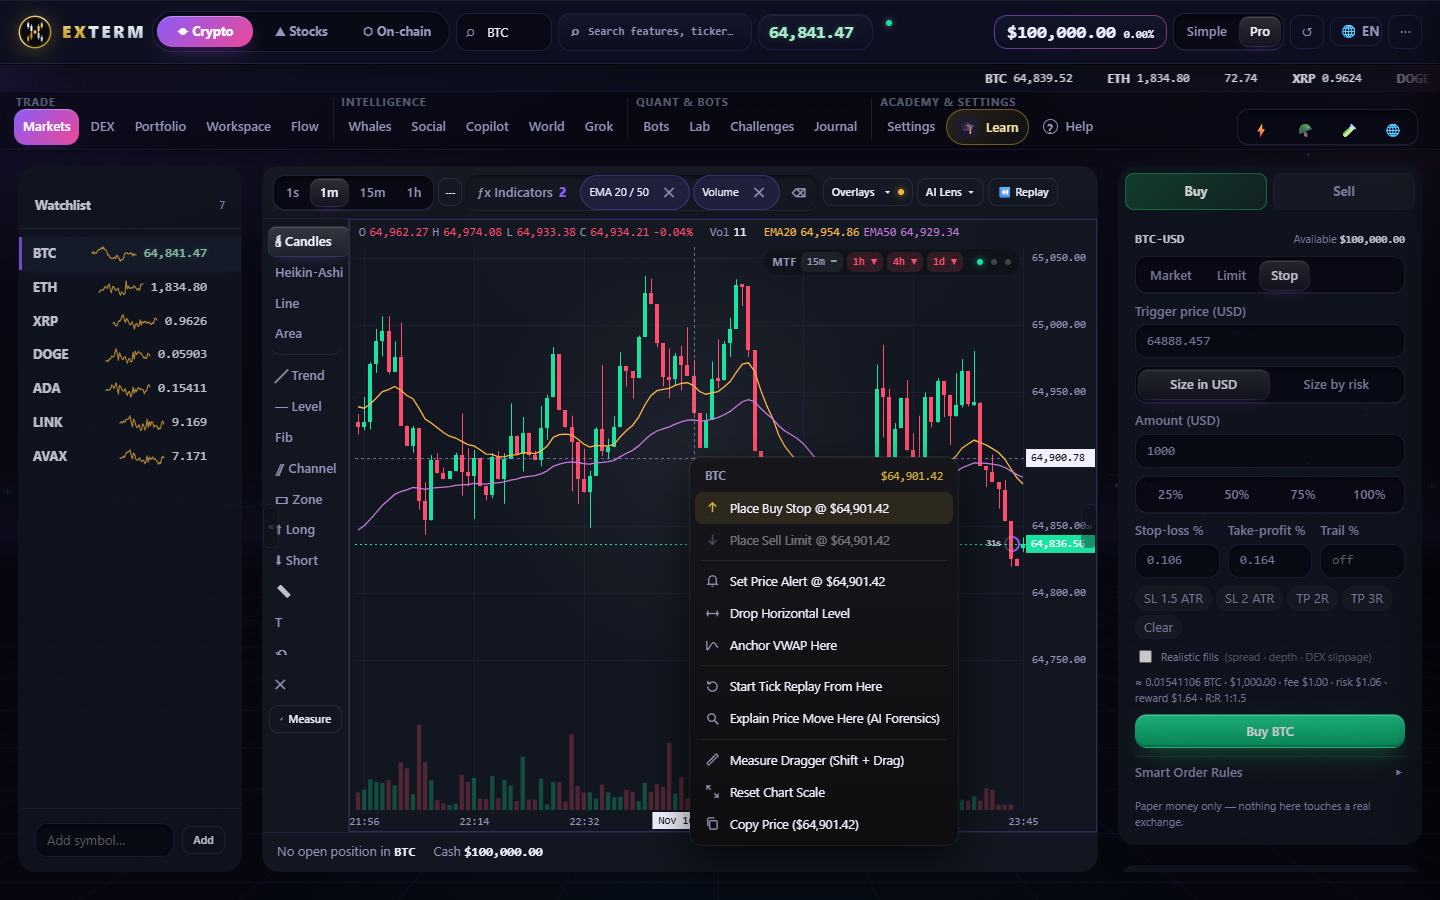 EXTERM
Crypto
Stocks
On-chain
BTC
search features, ticker…
64,841.47
$100,000.00 0.00%
Simple
Pro
EN
BTC 64,839.52 ETH 1,834.80 72.74 XRP 0.9624 DOGE
TRADE
INTELLIGENCE
QUANT & BOTS
ACADEMY & SETTINGS
Markets DEX Portfolio Workspace Flow
Whales Social Copilot World Grok
Bots Lab Challenges Journal
Settings Learn Help
Watchlist 7
BTC 64,841.47
ETH 1,834.80
XRP 0.9626
DOGE 0.05903
ADA 0.15411
LINK 9.169
AVAX 7.171
Add symbol...
Add
1s 1m 15m 1h
ƒx Indicators 2
EMA 20 / 50
Volume
Overlays
AI Lens
Replay
Candles
Heikin-Ashi
Line
Area
Trend
Level
Fib
Channel
Zone
Long
Short
T
Measure
O 64,962.27 H 64,974.08 L 64,933.38 C 64,934.21 -0.04% Vol 11 EMA20 64,954.86 EMA50 64,929.34
MTF 15m − 1h ▼ 4h ▼ 1d ▼
65,050.00
65,000.00
64,950.00
64,900.78
64,850.00
31s 64,836.56
64,800.00
64,750.00
21:56 22:14 22:32 Nov 23:45
BTC $64,901.42
Place Buy Stop @ $64,901.42
Place Sell Limit @ $64,901.42
Set Price Alert @ $64,901.42
Drop Horizontal Level
Anchor VWAP Here
Start Tick Replay From Here
Explain Price Move Here (AI Forensics)
Measure Dragger (Shift + Drag)
Reset Chart Scale
Copy Price ($64,901.42)
No open position in BTC Cash $100,000.00
Buy Sell
BTC-USD Available $100,000.00
Market Limit Stop
Trigger price (USD)
64888.457
Size in USD Size by risk
Amount (USD)
1000
25% 50% 75% 100%
Stop-loss % Take-profit % Trail %
0.106 0.164 off
SL 1.5 ATR SL 2 ATR TP 2R TP 3R
Clear
Realistic fills (spread · depth · DEX slippage)
≈ 0.01541106 BTC · $1,000.00 · fee $1.00 · risk $1.06 ·
reward $1.64 · R:R 1:1.5
Buy BTC
Smart Order Rules
Paper money only — nothing here touches a real
exchange.